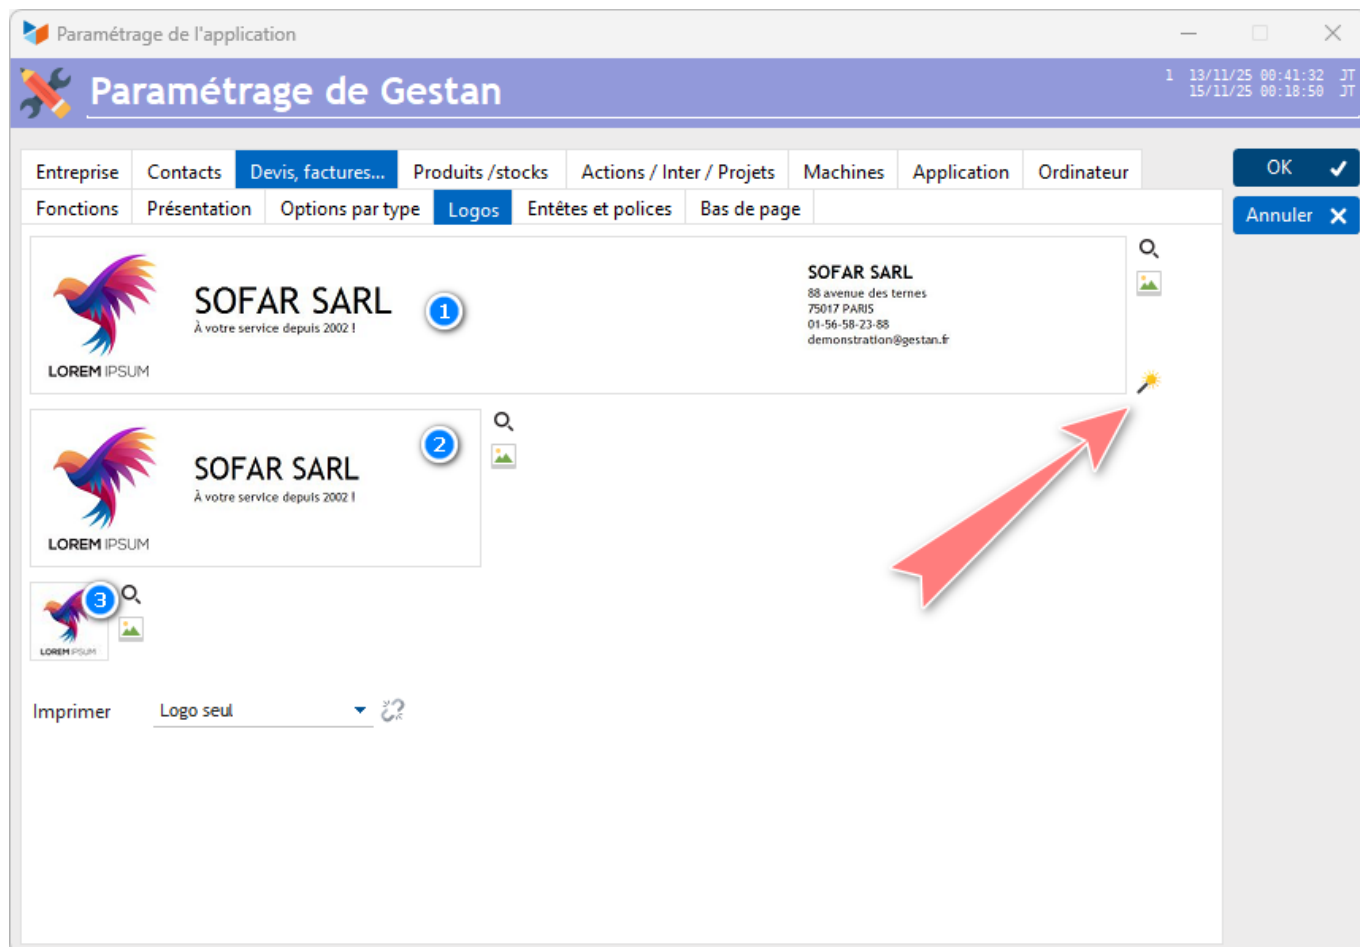 Paramétrage de l'application
Paramétrage de Gestan
1 13/11/25 00:41:32 JT
15/11/25 00:18:50 JT
Entreprise Contacts Devis, factures... Produits /stocks Actions / Inter / Projets Machines Application Ordinateur
OK
Fonctions Présentation Options par type Logos Entêtes et polices Bas de page
Annuler
SOFAR SARL
À votre service depuis 2002 !
LOREM IPSUM
1
SOFAR SARL
88 avenue des ternes
75017 PARIS
01-56-58-23-88
demonstration@gestan.fr
SOFAR SARL
À votre service depuis 2002 !
LOREM IPSUM
2
3
LOREM IPSUM
Imprimer Logo seul